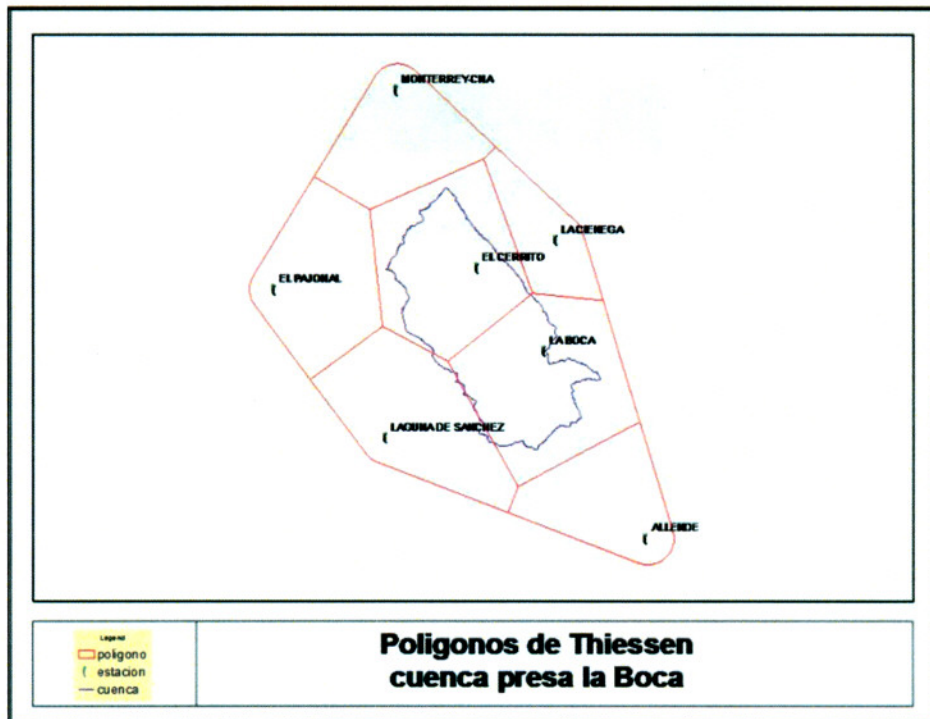 MONTERREY-CNA
LA CIENEGA
EL CERRITO
EL PAJONAL
LA BOCA
LAGUNA DE SANCHEZ
ALLENDE
Legend
poligono
estacion
cuenca
Poligonos de Thiessen
cuenca presa la Boca